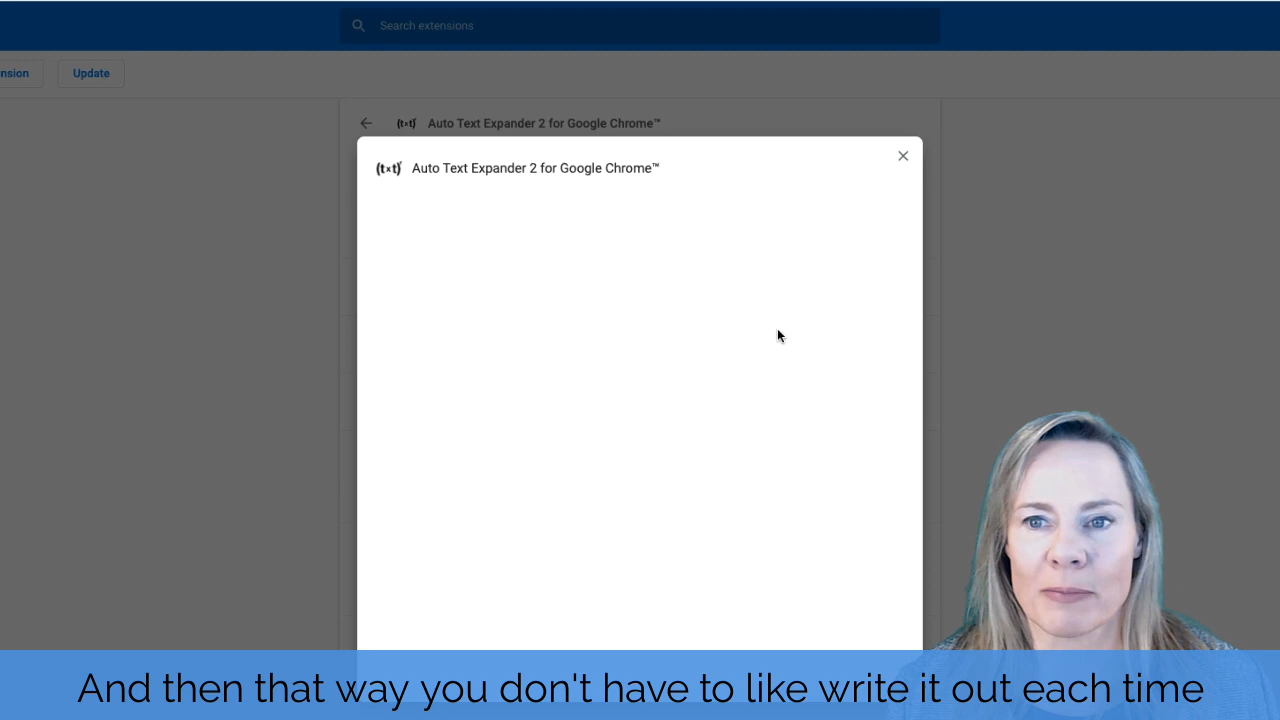 Search extensions
nsion
Update
(t×t) Auto Text Expander 2 for Google Chrome™
(t×t) Auto Text Expander 2 for Google Chrome™
And then that way you don't have to like write it out each time